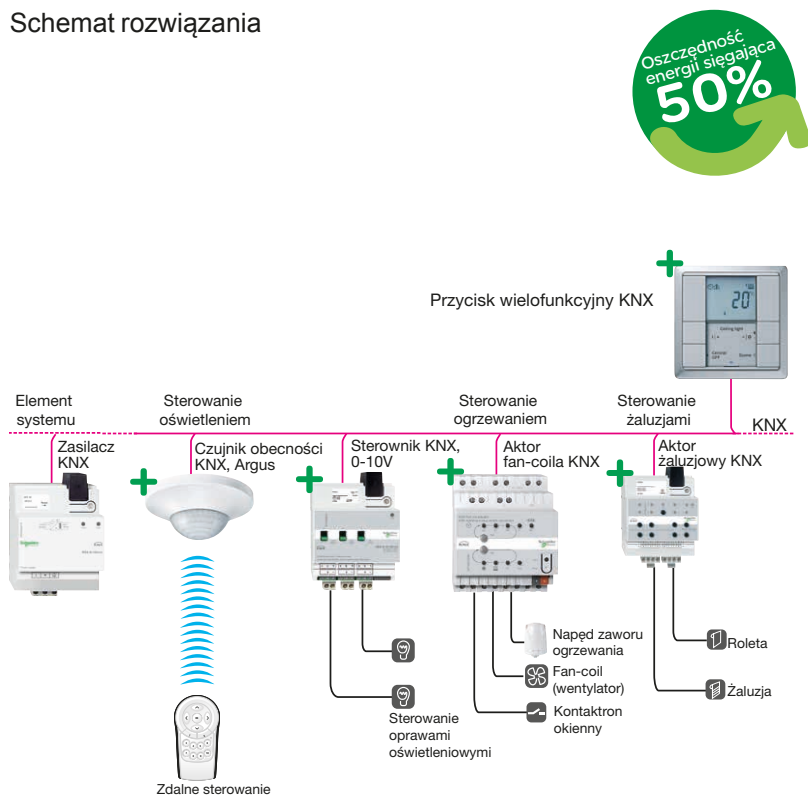 Schemat rozwiązania
Oszczędność
energii sięgająca
50%
Przycisk wielofunkcyjny KNX
20°
Element
systemu
Sterowanie
oświetleniem
Sterowanie
ogrzewaniem
Sterowanie
żaluzjami
KNX
Zasilacz
KNX
Czujnik obecności
KNX, Argus
Sterownik KNX,
0-10V
Aktor
fan-coila KNX
Aktor
żaluzjowy KNX
Napęd zaworu
ogrzewania
Fan-coil
(wentylator)
Kontaktron
okienny
Roleta
Żaluzja
Sterowanie
oprawami
oświetleniowymi
Zdalne sterowanie